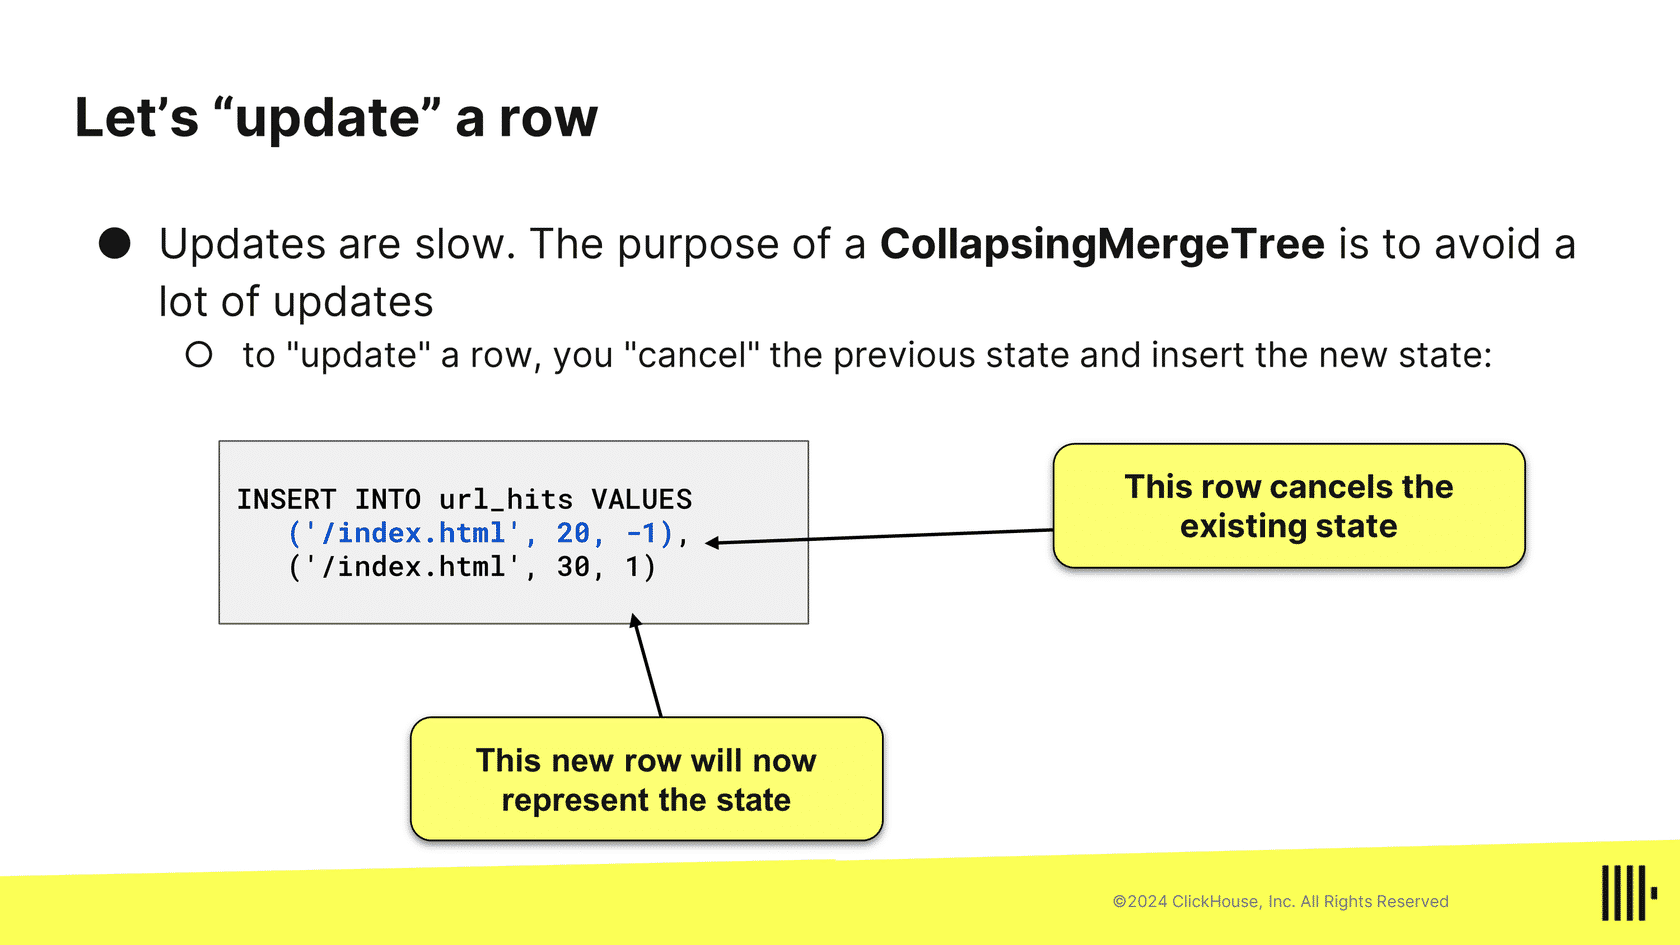 Let’s “update” a row
● Updates are slow. The purpose of a CollapsingMergeTree is to avoid a
lot of updates
○ to "update" a row, you "cancel" the previous state and insert the new state:
INSERT INTO url_hits VALUES
('/index.html', 20, -1),
('/index.html', 30, 1)
This row cancels the
existing state
This new row will now
represent the state
©2024 ClickHouse, Inc. All Rights Reserved